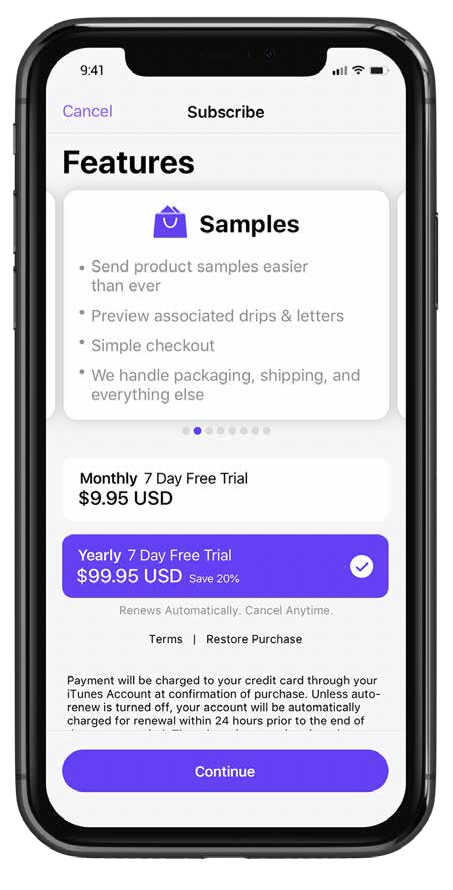 9:41
Cancel
Subscribe
Features
Samples
• Send product samples easier
than ever
• Preview associated drips & letters
• Simple checkout
• We handle packaging, shipping, and
everything else
Monthly 7 Day Free Trial
$9.95 USD
Yearly 7 Day Free Trial
$99.95 USD Save 20%
Renews Automatically. Cancel Anytime.
Terms | Restore Purchase
Payment will be charged to your credit card through your
iTunes Account at confirmation of purchase. Unless auto-
renew is turned off, your account will be automatically
charged for renewal within 24 hours prior to the end of
Continue